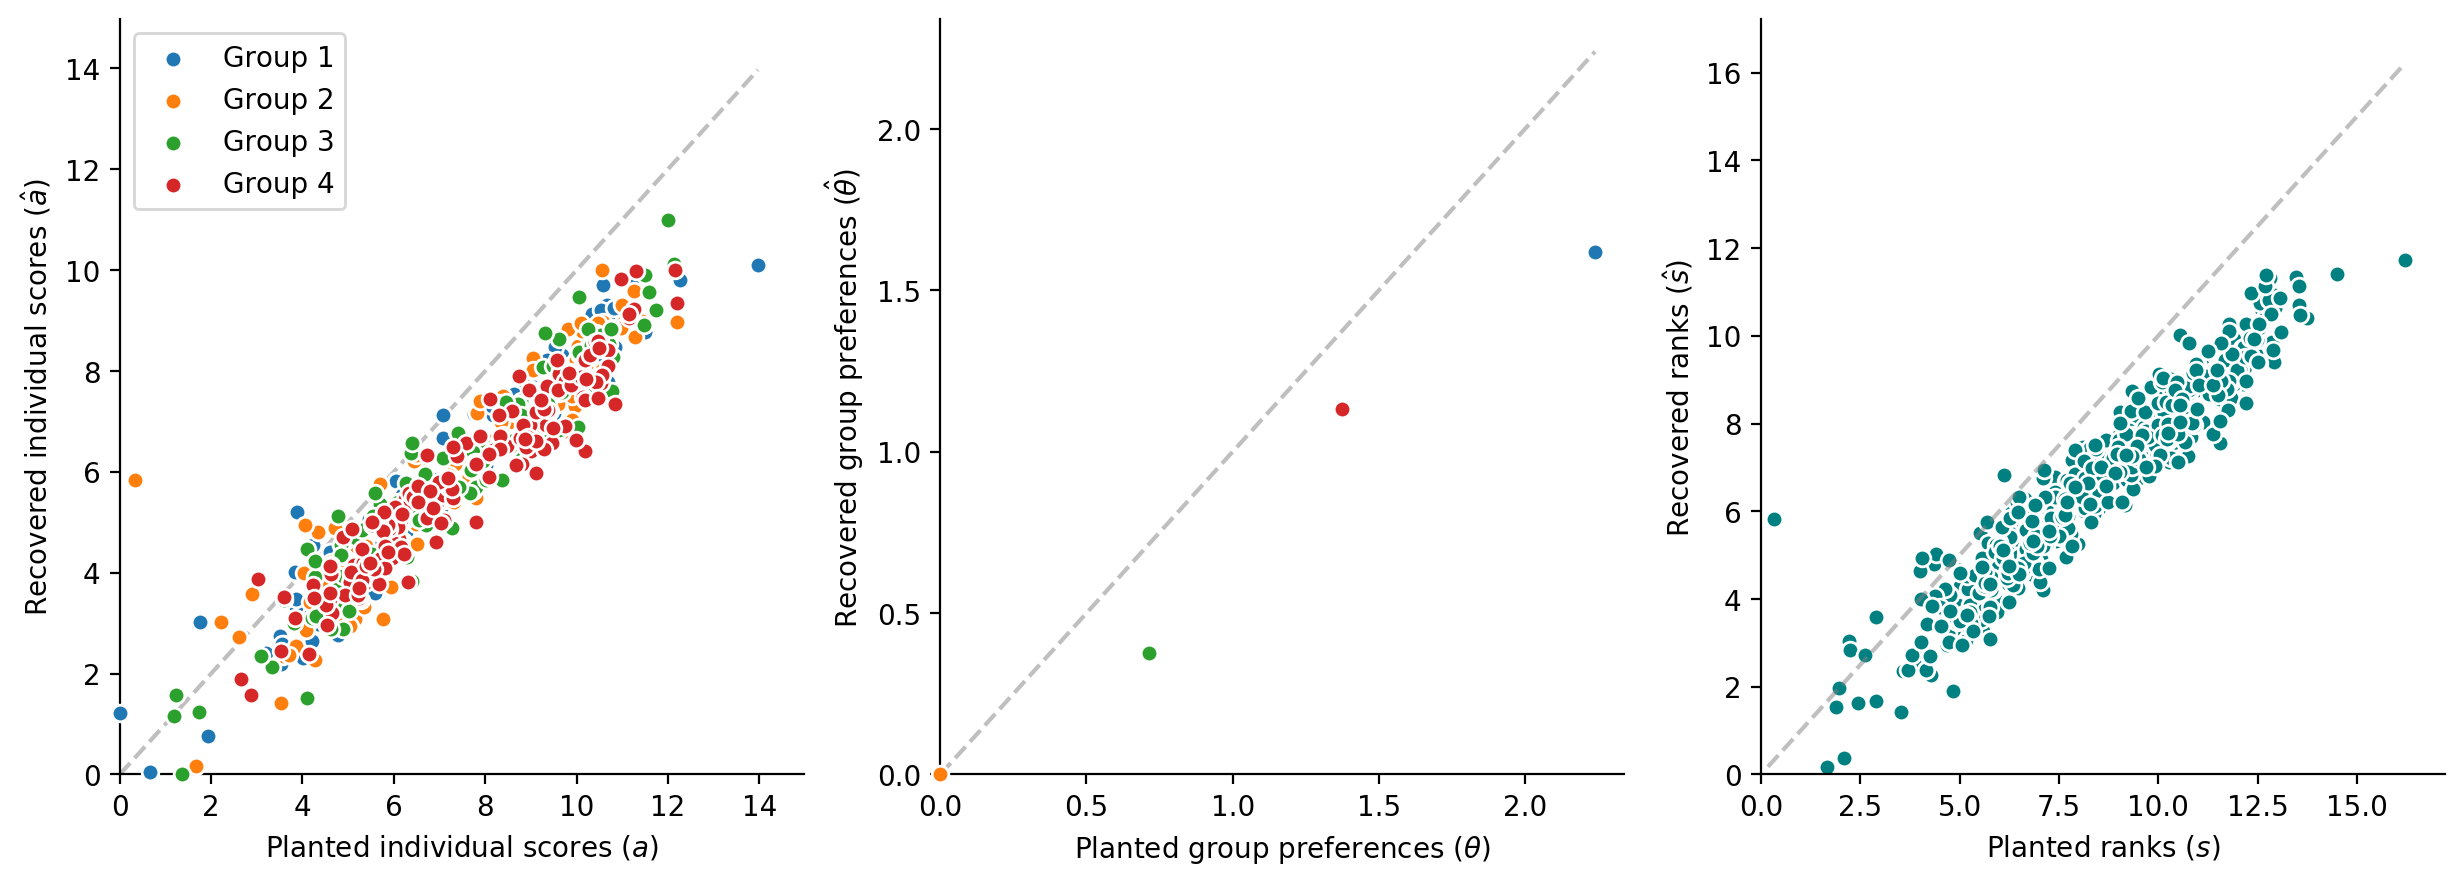 Group 1
Group 2
Group 3
Group 4
14
12
10
8
6
4
2
0
Recovered individual scores (â)
0 2 4 6 8 10 12 14
Planted individual scores (a)
2.0
1.5
1.0
0.5
0.0
Recovered group preferences (θ̂)
0.0 0.5 1.0 1.5 2.0
Planted group preferences (θ)
16
14
12
10
8
6
4
2
0
Recovered ranks (ŝ)
0.0 2.5 5.0 7.5 10.0 12.5 15.0
Planted ranks (s)